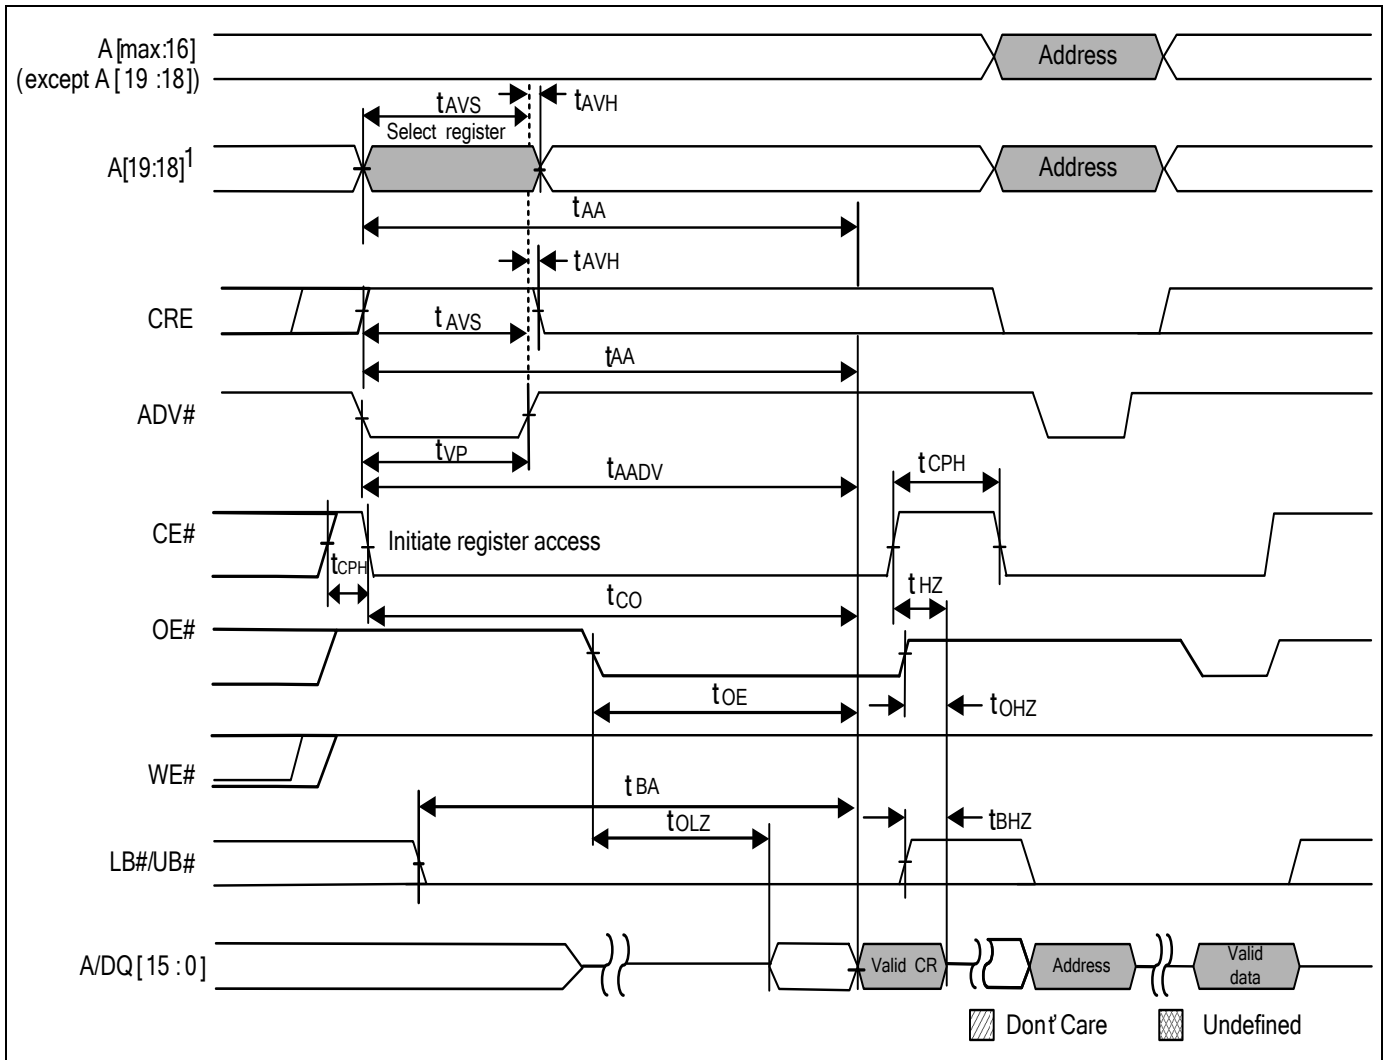 A[max:16]
(except A[19:18])
Address
tAVS
tAVH
Select register
A[19:18]1
Address
tAA
tAVH
CRE
tAVS
tAA
ADV#
tVP
tAADV
tCPH
CE#
Initiate register access
tCPH
tHZ
tCO
OE#
tOE
tOHZ
WE#
tBA
tOLZ
tBHZ
LB#/UB#
A/DQ[15:0]
Valid CR
Address
Valid
data
Dont' Care
Undefined